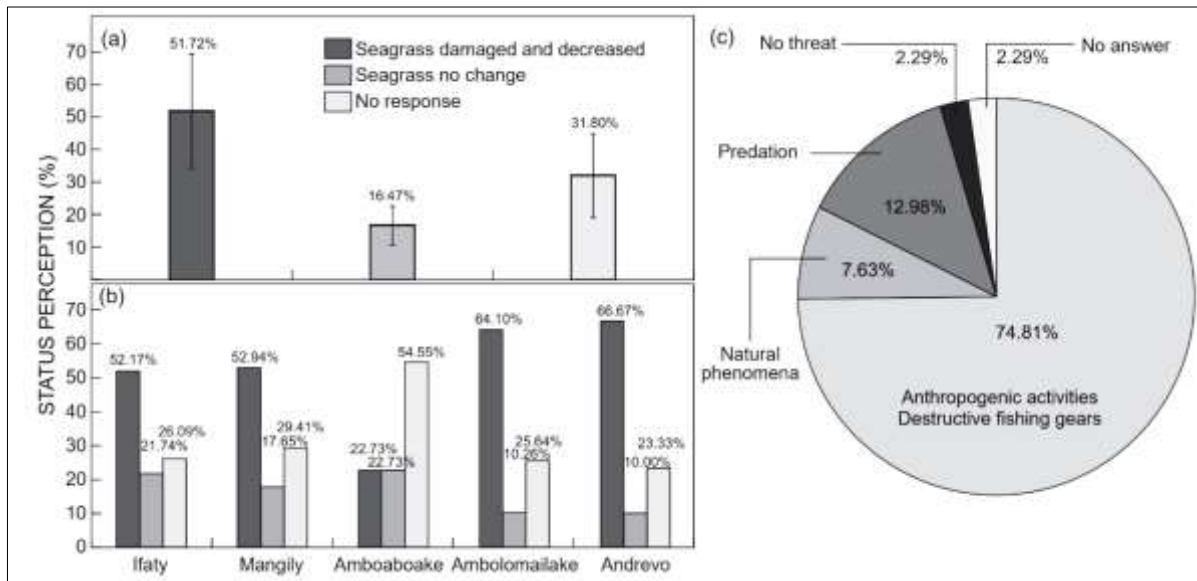 (a)
STATUS PERCEPTION (%)
70
60
50
40
30
20
10
51.72%
16.47%
31.80%
Seagrass damaged and decreased
Seagrass no change
No response
(b)
70
60
50
40
30
20
10
0
52.17%
21.74%
26.09%
52.94%
17.65%
29.41%
22.73%
22.73%
54.55%
64.10%
10.26%
25.64%
66.67%
10.00%
23.33%
Ifaty
Mangily
Amboaboake
Ambolomailake
Andrevo
(c)
No threat
2.29%
No answer
2.29%
Predation
12.98%
7.63%
Natural
phenomena
74.81%
Anthropogenic activities
Destructive fishing gears